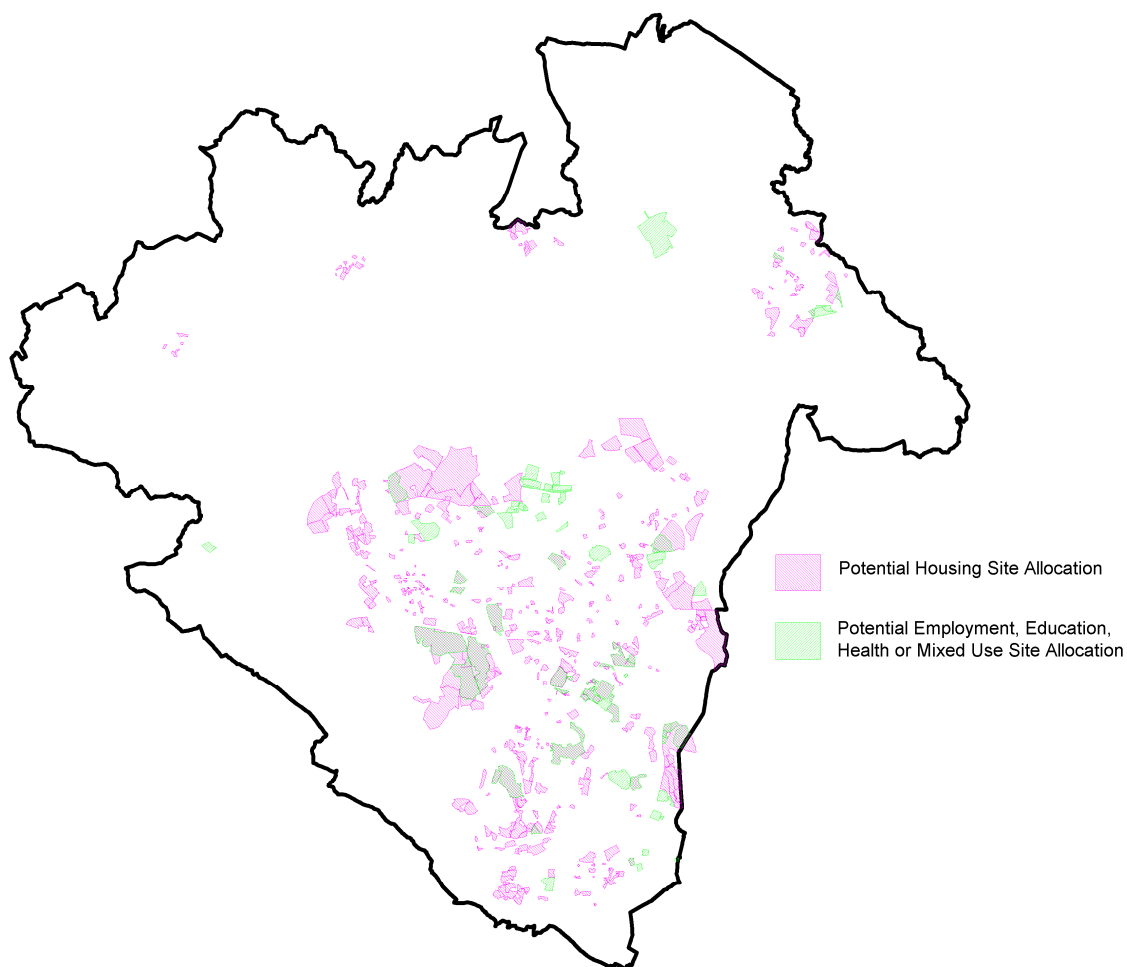 Potential Housing Site Allocation
Potential Employment, Education,
Health or Mixed Use Site Allocation